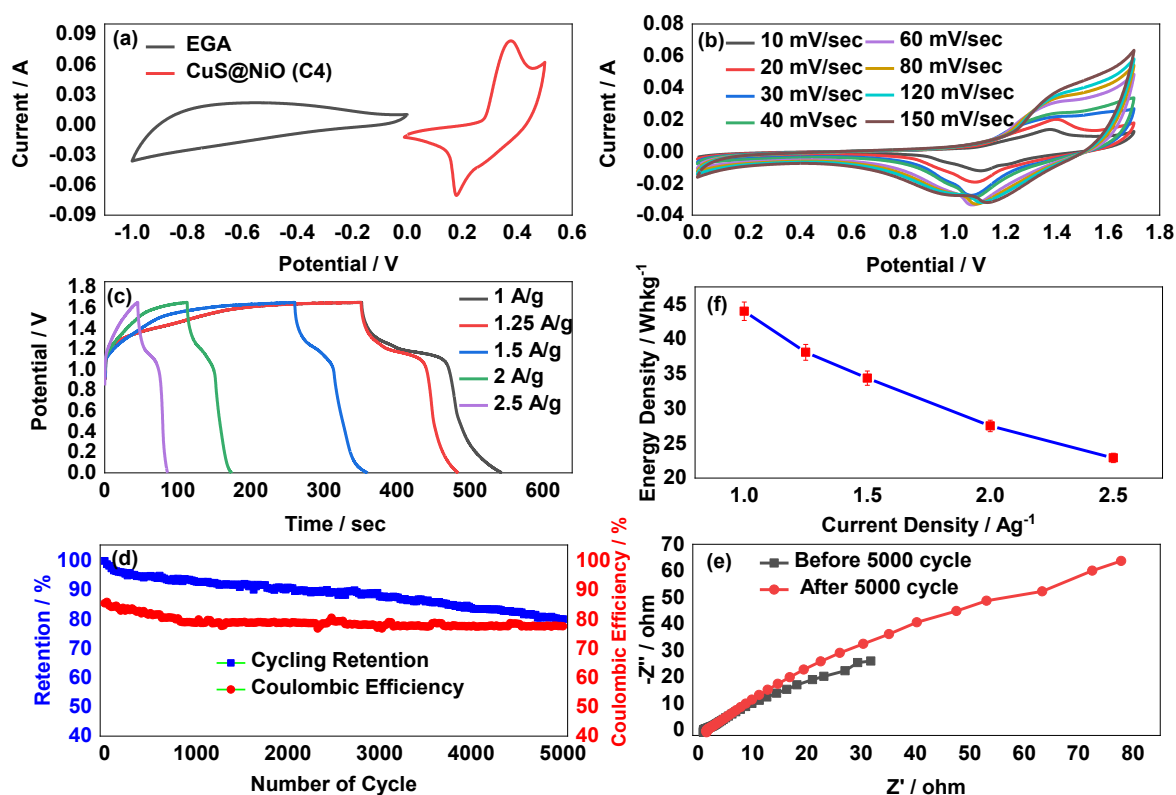 (a)
EGA
CuS@NiO (C4)
0.09
0.06
0.03
0.00
-0.03
-0.06
-0.09
Current / A
-1.0 -0.8 -0.6 -0.4 -0.2 0.0 0.2 0.4 0.6
Potential / V
(b)
10 mV/sec
20 mV/sec
30 mV/sec
40 mVsec
60 mV/sec
80 mV/sec
120 mV/sec
150 mV/sec
0.08
0.06
0.04
0.02
0.00
-0.02
-0.04
Current / A
0.0 0.2 0.4 0.6 0.8 1.0 1.2 1.4 1.6 1.8
Potential / V
(c)
1 A/g
1.25 A/g
1.5 A/g
2 A/g
2.5 A/g
1.8
1.6
1.4
1.2
1.0
0.8
0.6
0.4
0.2
0.0
Potential / V
0 100 200 300 400 500 600
Time / sec
(f)
45
40
35
30
25
20
Energy Density / Whkg⁻¹
1.0 1.5 2.0 2.5
Current Density / Ag⁻¹
(d)
Cycling Retention
Coulombic Efficiency
100
90
80
70
60
50
40
Retention / %
100
90
80
70
60
50
40
Coulombic Efficiency / %
0 1000 2000 3000 4000 5000
Number of Cycle
(e)
Before 5000 cycle
After 5000 cycle
70
60
50
40
30
20
10
0
-Z'' / ohm
0 10 20 30 40 50 60 70 80
Z' / ohm